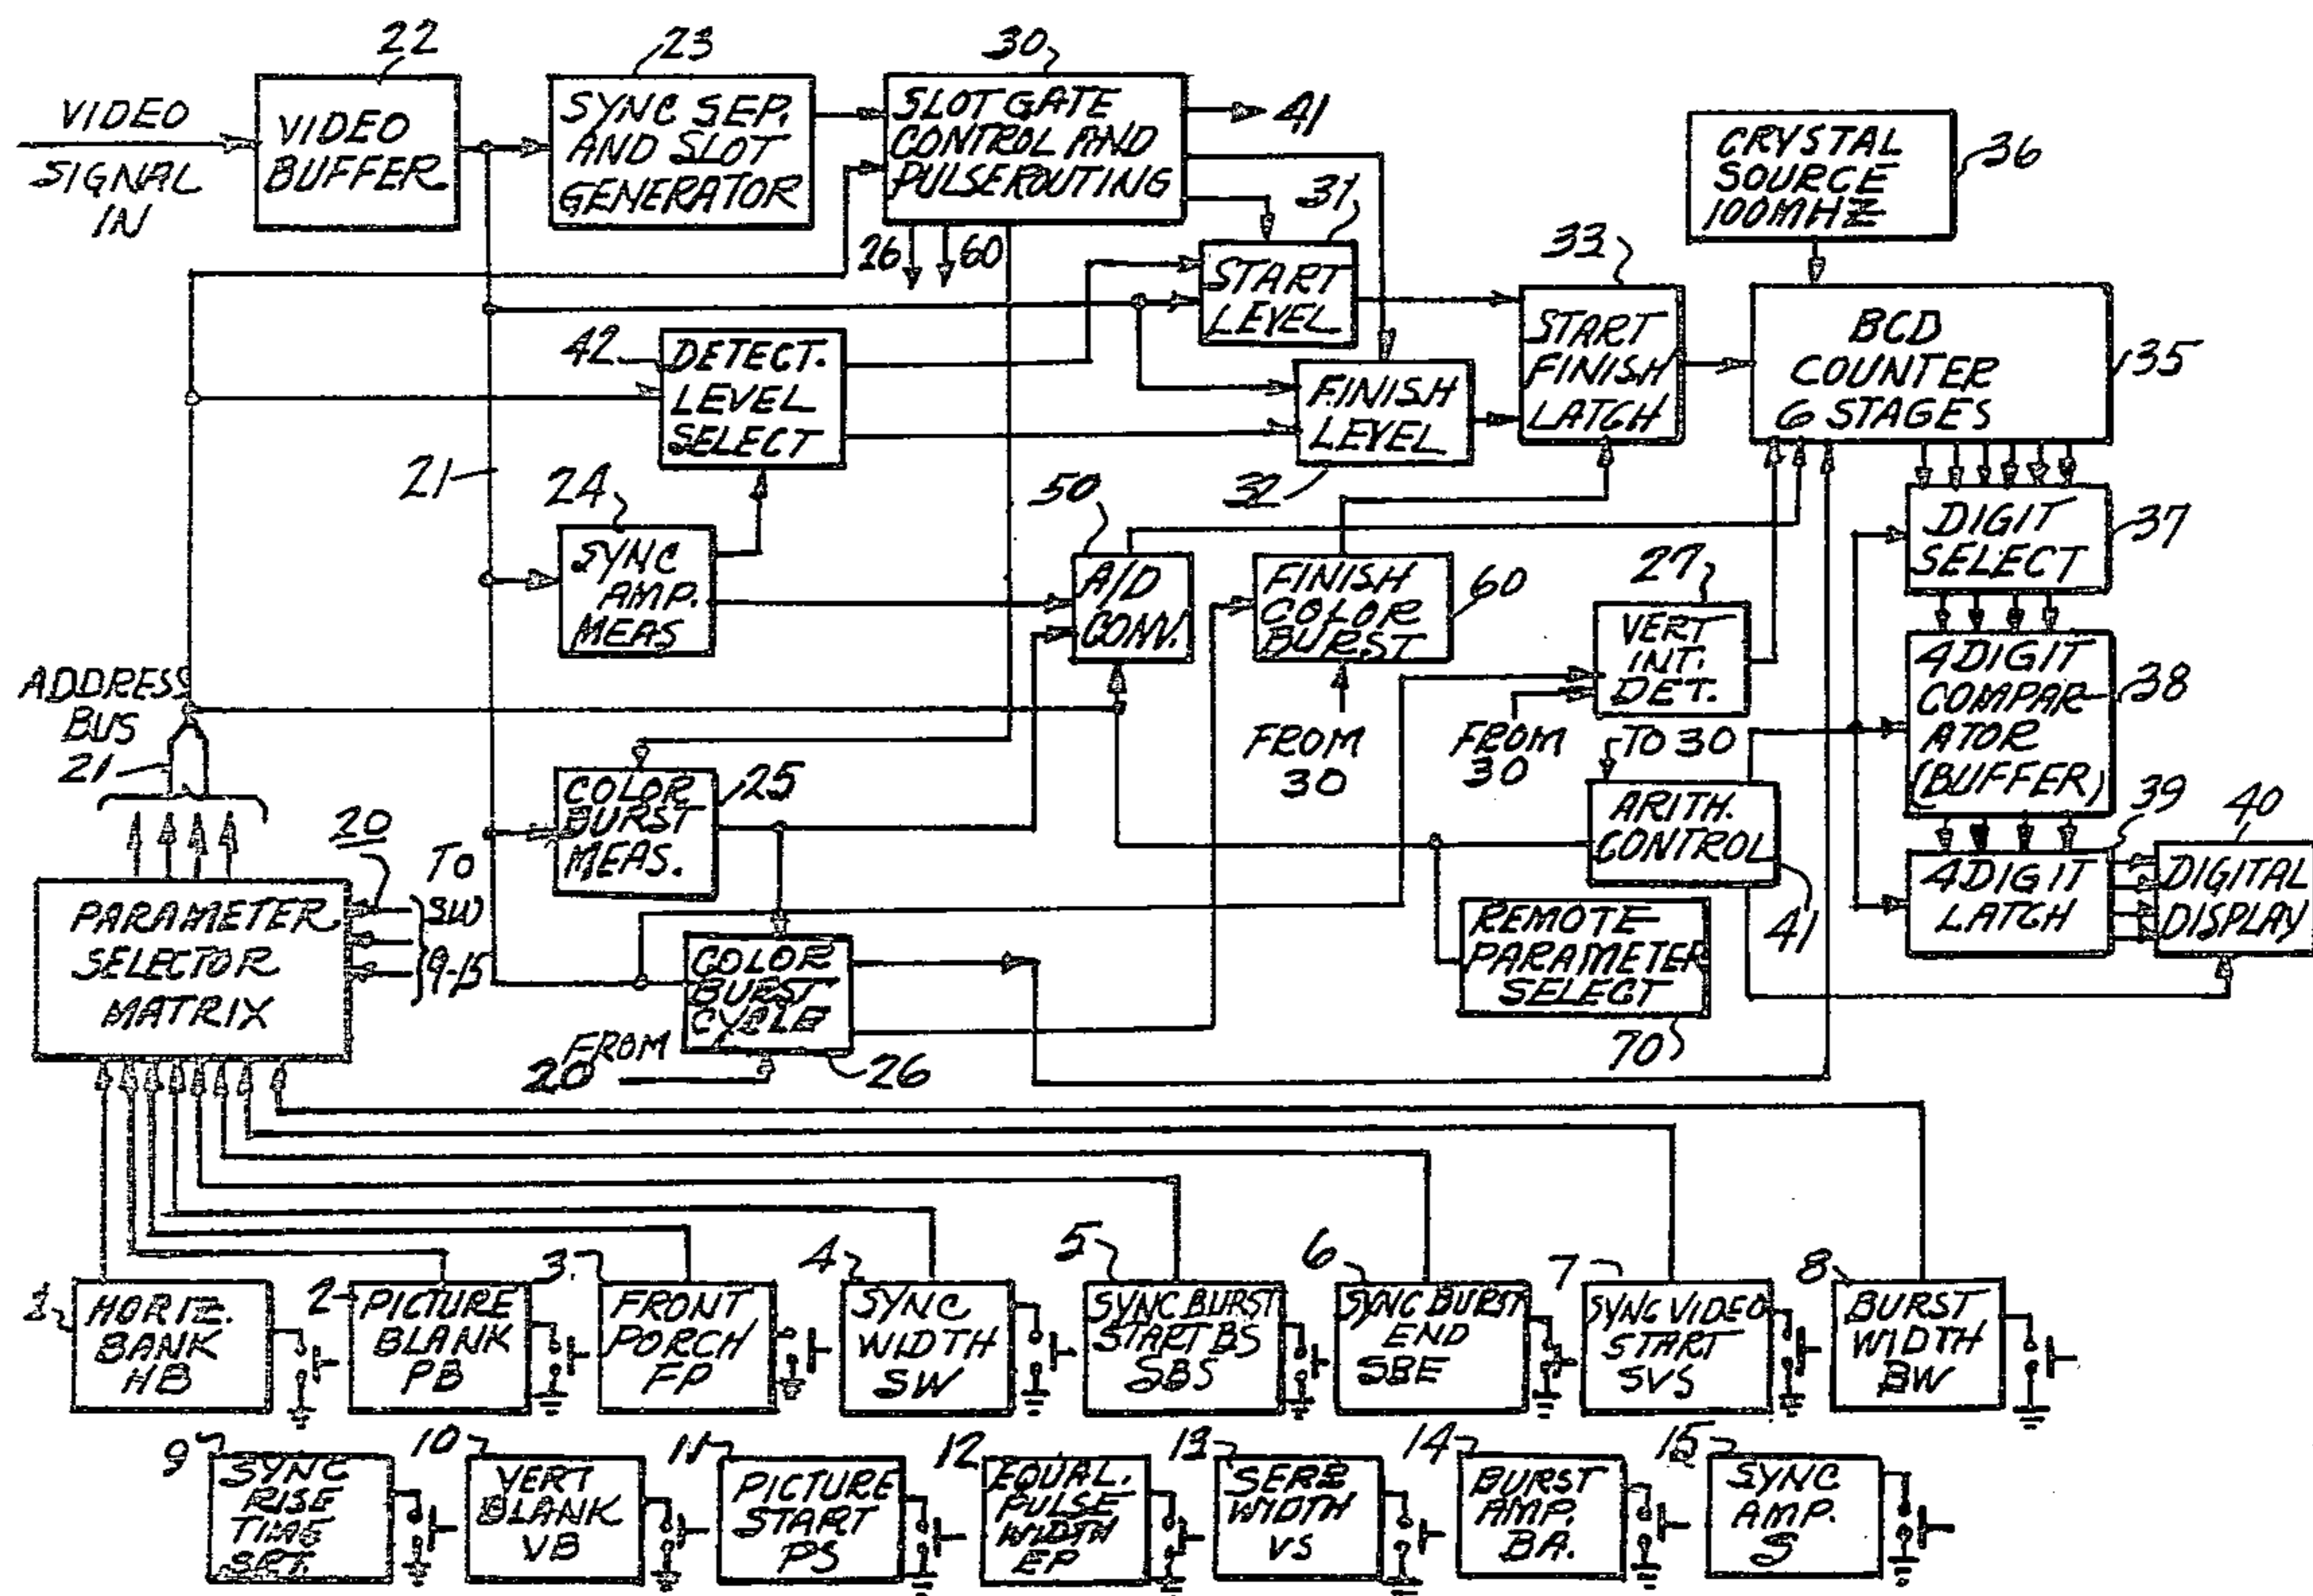 22
23
30
VIDEO
SIGNAL
IN
VIDEO
BUFFER
SYNC SEP.
AND SLOT
GENERATOR
SLOT GATE
CONTROL AND
PULSE ROUTING
41
26
60
31
START
LEVEL
33
START
FINISH
LATCH
CRYSTAL
SOURCE
100MHZ
36
BCD
COUNTER
6 STAGES
35
42
DETECT.
LEVEL
SELECT
FINISH
LEVEL
32
21
24
SYNC
AMP.
MEAS
50
A/D
CONV.
FINISH
COLOR
BURST
60
FROM
30
27
VERT
INT.
DET.
FROM
30
DIGIT
SELECT
37
4 DIGIT
COMPAR-
ATOR
(BUFFER)
38
ADDRESS
BUS
21
COLOR
BURST
MEAS.
25
TO 30
ARITH.
CONTROL
41
39
4 DIGIT
LATCH
40
DIGITAL
DISPLAY
20
TO
SW
9-15
PARAMETER
SELECTOR
MATRIX
COLOR
BURST
CYCLE
26
FROM
20
REMOTE
PARAMETER
SELECT
70
1
HORIZ.
BANK
HB
2
PICTURE
BLANK
PB
3
FRONT
PORCH
FP
4
SYNC
WIDTH
SW
5
SYNC BURST
START BS
SBS
6
SYNC BURST
END
SBE
7
SYNC VIDEO
START
SVS
8
BURST
WIDTH
BW
9
SYNC
RISE
TIME
SRT.
10
VERT
BLANK
VB
11
PICTURE
START
PS
12
EQUAL.
PULSE
WIDTH
EP
13
WIDTH
VS
14
BURST
AMP.
BA.
15
SYNC
AMP.
S